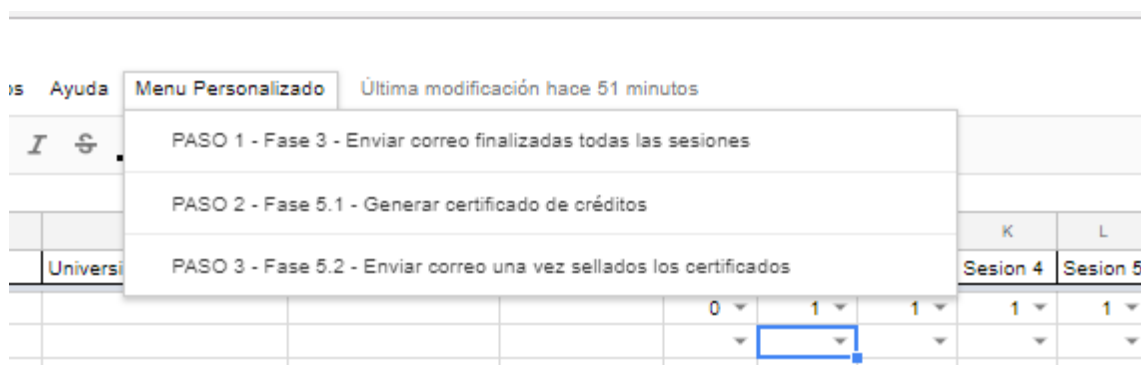 os Ayuda Menu Personalizado Última modificación hace 51 minutos
I S
PASO 1 - Fase 3 - Enviar correo finalizadas todas las sesiones
PASO 2 - Fase 5.1 - Generar certificado de créditos
K L
Universi PASO 3 - Fase 5.2 - Enviar correo una vez sellados los certificados Sesion 4 Sesion 5
0 1 1 1 1